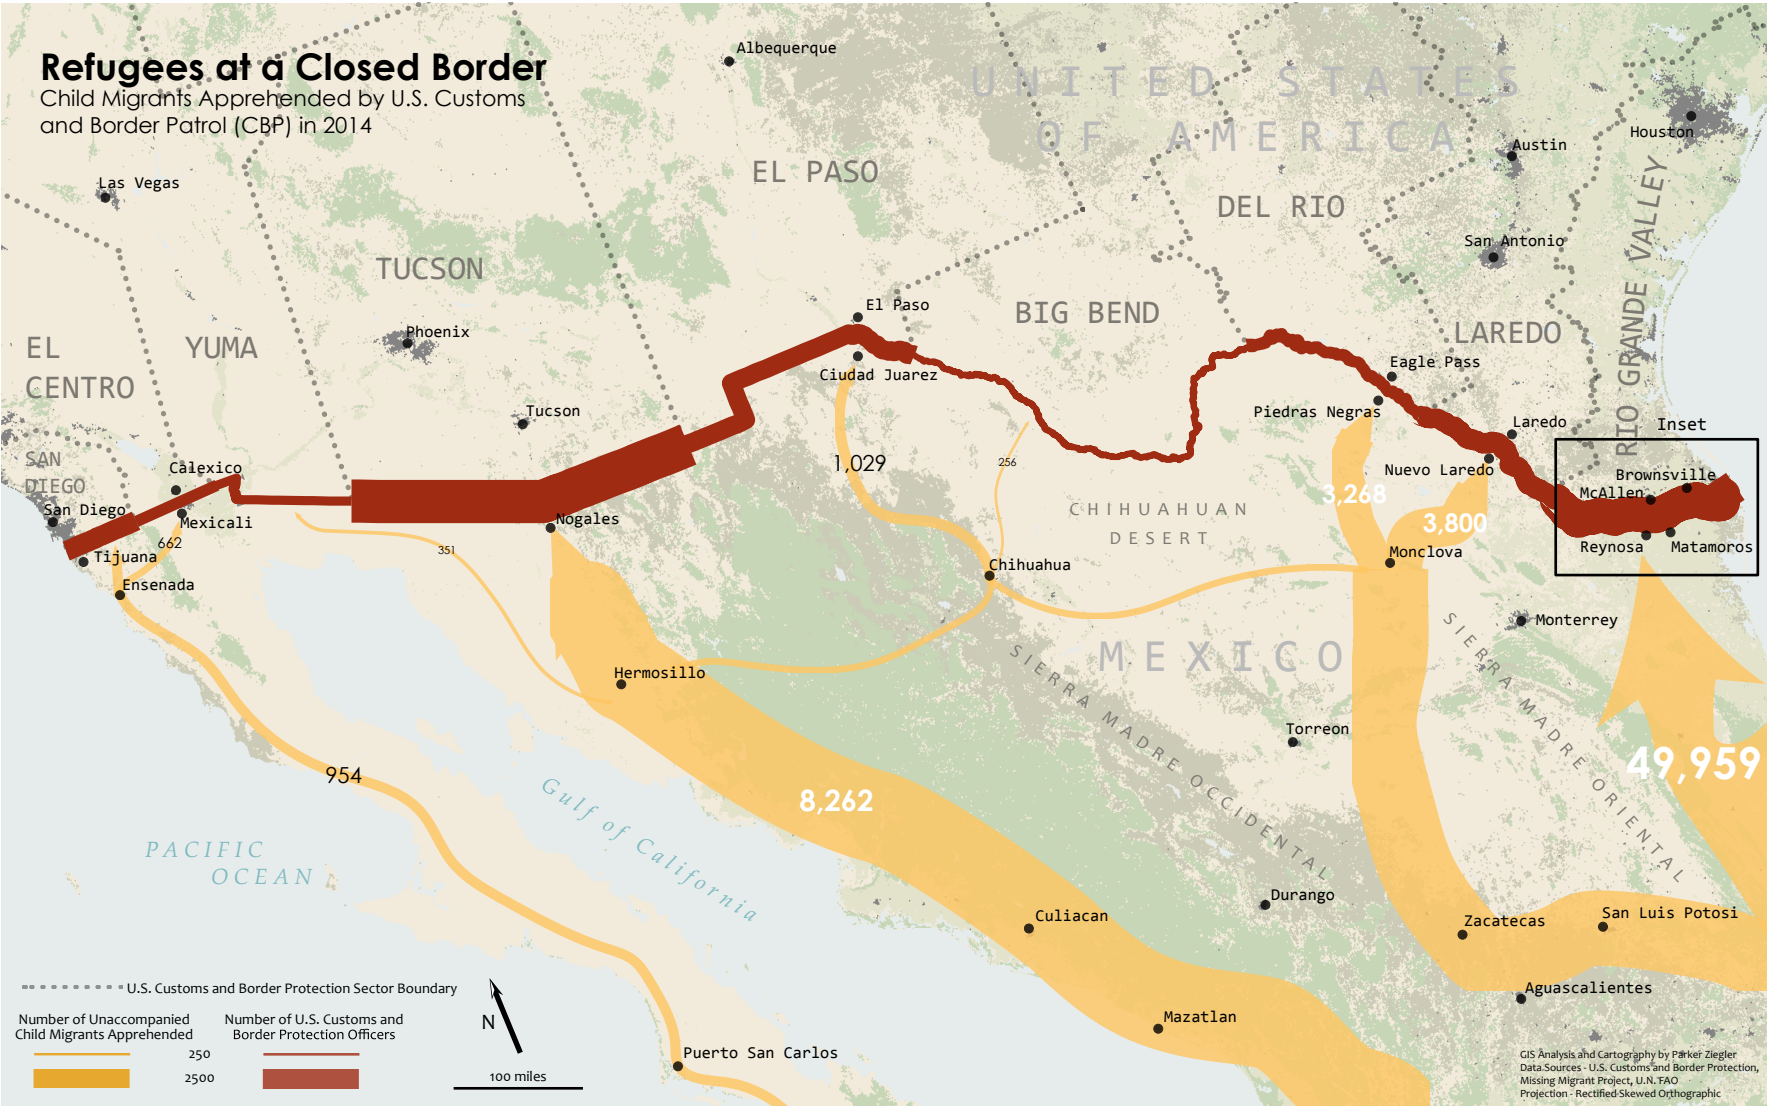 Refugees at a Closed Border
Child Migrants Apprehended by U.S. Customs
and Border Patrol (CBP) in 2014
Albequerque
UNITED STATES
OF AMERICA
Houston
Austin
EL PASO
Las Vegas
DEL RIO
San Antonio
RIO GRANDE VALLEY
TUCSON
El Paso
BIG BEND
Phoenix
LAREDO
EL
CENTRO
YUMA
Eagle Pass
Ciudad Juarez
Tucson
Piedras Negras
Laredo
Inset
SAN
DIEGO
Calexico
1,029
256
Nuevo Laredo
Brownsville
McAllen
3,268
San Diego
Mexicali
Nogales
CHIHUAHUAN
DESERT
3,800
662
351
Tijuana
Monclova
Reynosa
Matamoros
Ensenada
Chihuahua
Monterrey
MEXICO
SIERRA MADRE OCCIDENTAL
SIERRA MADRE ORIENTAL
Hermosillo
Torreon
954
49,959
Gulf of California
8,262
PACIFIC
OCEAN
Durango
Culiacan
Zacatecas
San Luis Potosi
U.S. Customs and Border Protection Sector Boundary
Aguascalientes
Number of Unaccompanied
Child Migrants Apprehended
Number of U.S. Customs and
Border Protection Officers
N
Mazatlan
250
2500
100 miles
Puerto San Carlos
GIS Analysis and Cartography by Parker Ziegler
Data Sources - U.S. Customs and Border Protection,
Missing Migrant Project, U.N. FAO
Projection - Rectified Skewed Orthographic